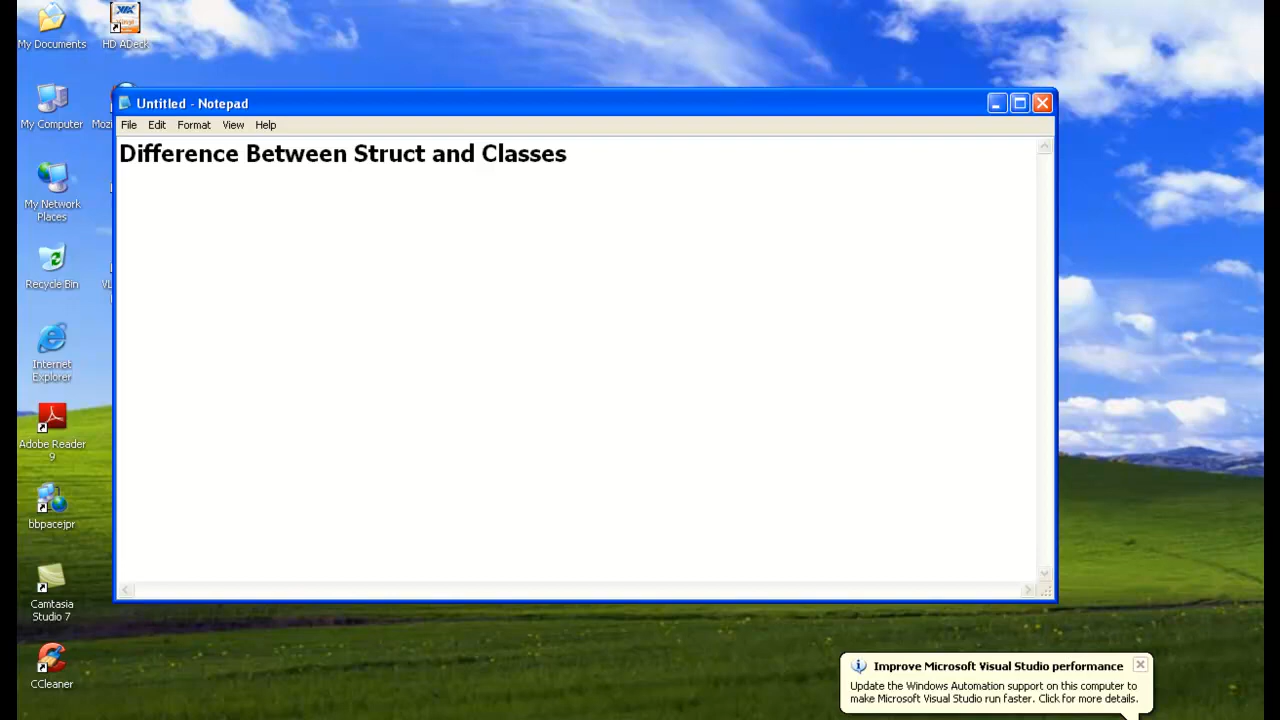 My Documents
HD ADeck
My Computer
Mozi
My Network
Places
Recycle Bin
VL
Internet
Explorer
Adobe Reader
9
bbpacejpr
Camtasia
Studio 7
CCleaner
Untitled - Notepad
File Edit Format View Help
Difference Between Struct and Classes
Improve Microsoft Visual Studio performance
Update the Windows Automation support on this computer to
make Microsoft Visual Studio run faster. Click for more details.